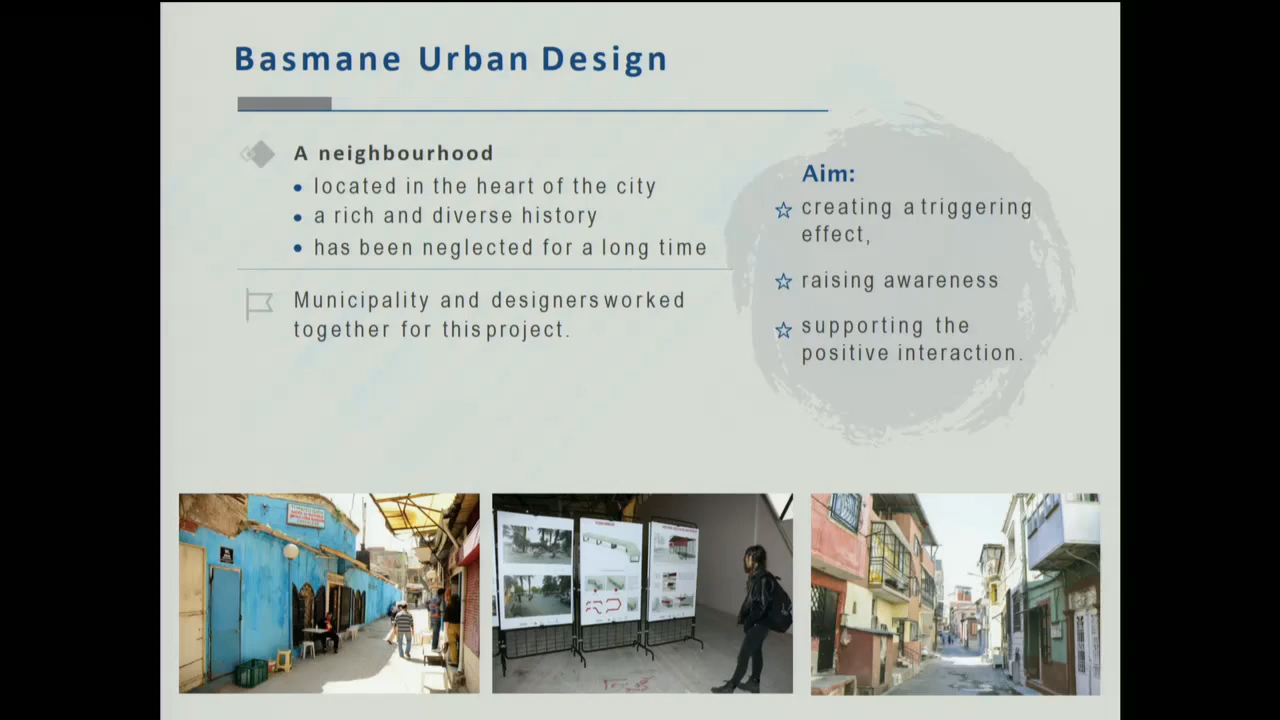 Basmane Urban Design
A neighbourhood
located in the heart of the city
a rich and diverse history
has been neglected for a long time
Municipality and designers worked
together for this project.
Aim:
creating a triggering
effect,
raising awareness
supporting the
positive interaction.